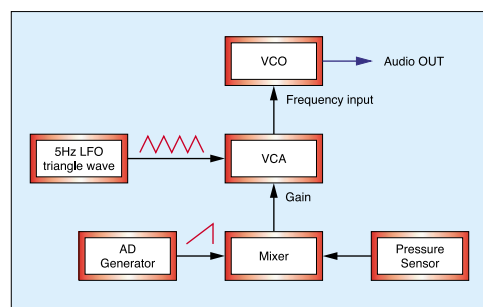 VCO
Audio OUT
Frequency input
5Hz LFO
triangle wave
VCA
Gain
AD
Generator
Mixer
Pressure
Sensor